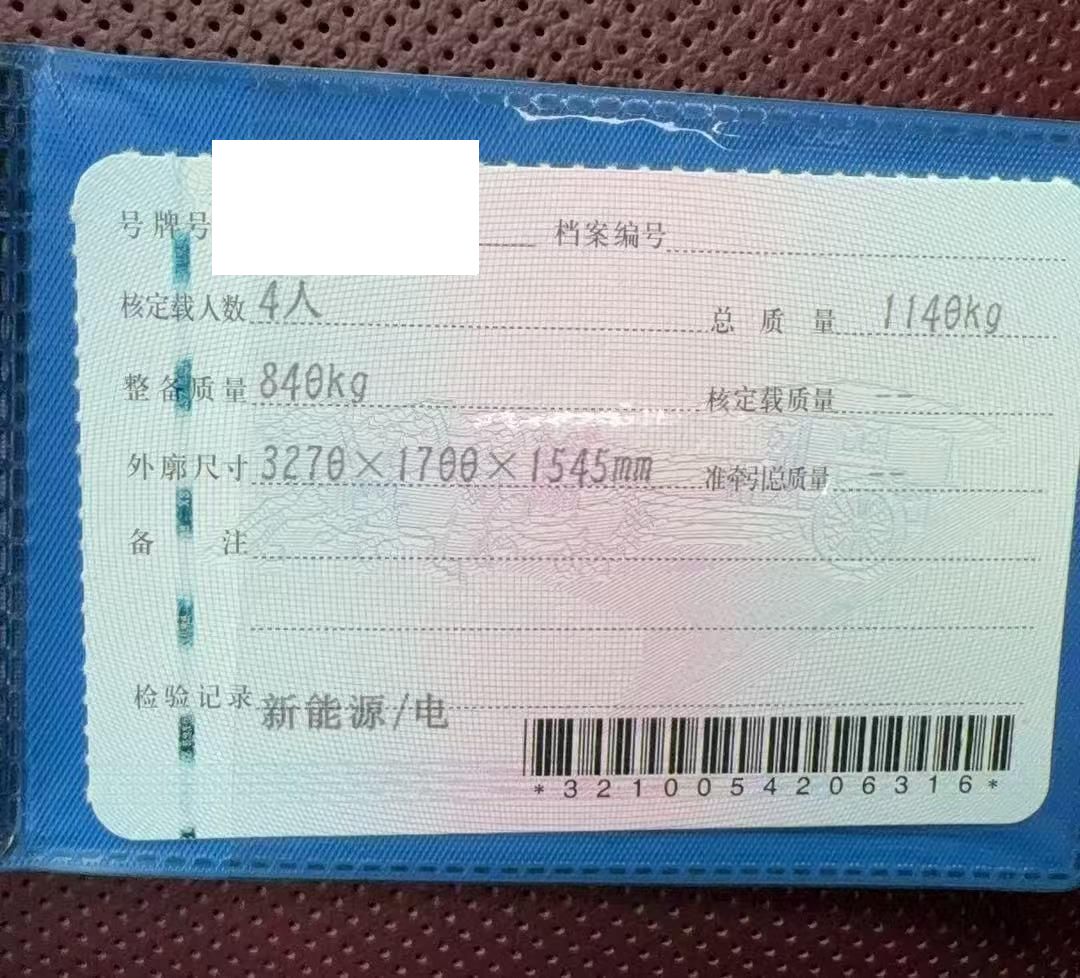 号牌号 档案编号
核定载人数 4人 总质量 1140kg
整备质量 840kg 核定载质量 --
外廓尺寸 3270×1700×1545mm 准牵引总质量 --
备注
检验记录 新能源/电
*3210054206316*